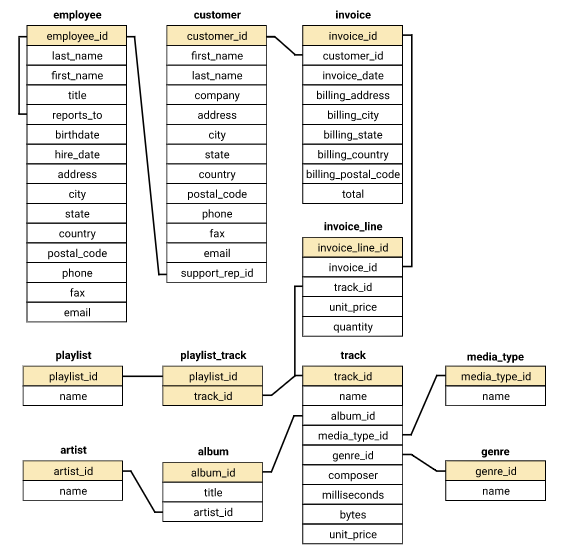 employee
employee_id
last_name
first_name
title
reports_to
birthdate
hire_date
address
city
state
country
postal_code
phone
fax
email
customer
customer_id
first_name
last_name
company
address
city
state
country
postal_code
phone
fax
email
support_rep_id
invoice
invoice_id
customer_id
invoice_date
billing_address
billing_city
billing_state
billing_country
billing_postal_code
total
invoice_line
invoice_line_id
invoice_id
track_id
unit_price
quantity
playlist
playlist_id
name
playlist_track
playlist_id
track_id
track
track_id
name
album_id
media_type_id
genre_id
composer
milliseconds
bytes
unit_price
media_type
media_type_id
name
artist
artist_id
name
album
album_id
title
artist_id
genre
genre_id
name